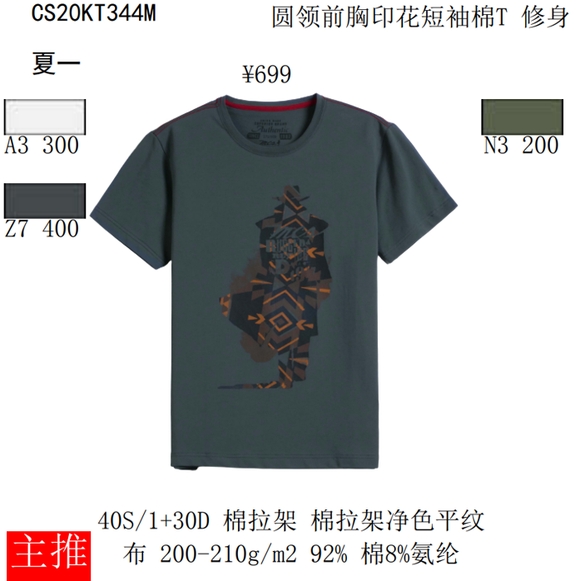 CS20KT344M
圆领前胸印花短袖棉T 修身
夏一
¥699
A3 300
N3 200
Z7 400
40S/1+30D 棉拉架 棉拉架净色平纹
布 200-210g/m2 92% 棉8%氨纶
主推